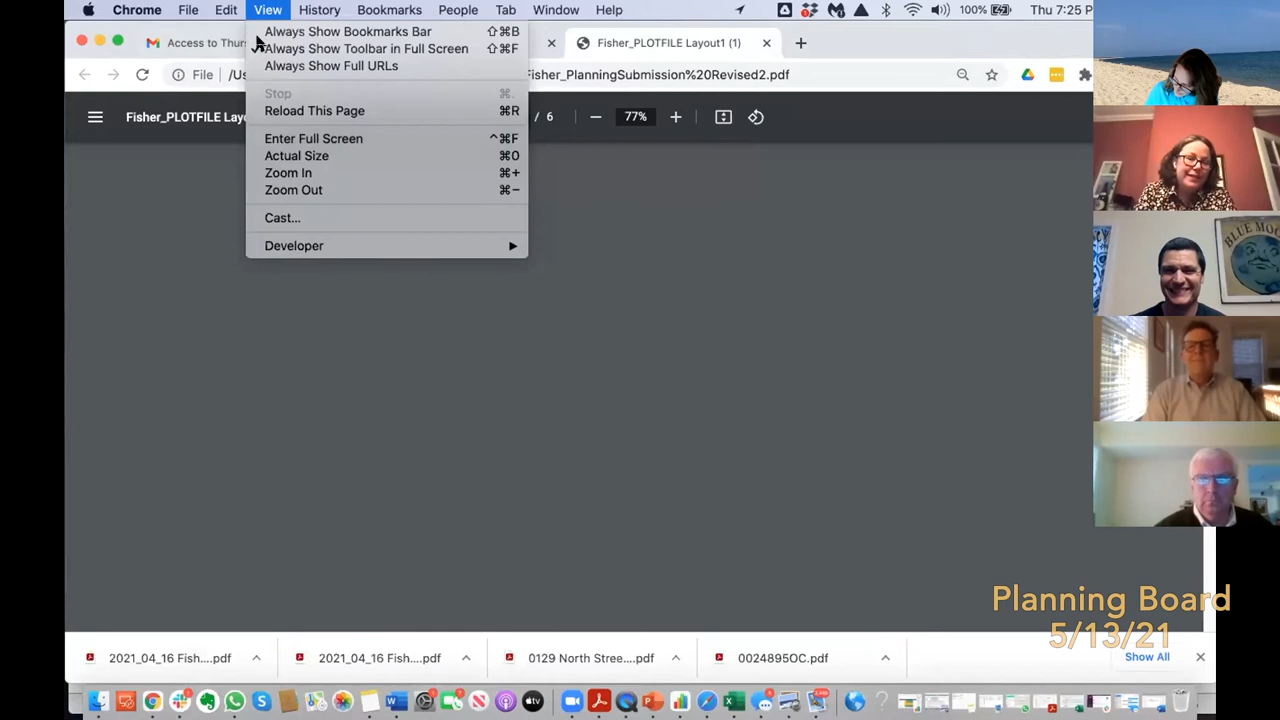 Chrome File Edit View History Bookmarks People Tab Window Help 100% Thu 7:25 P
Access to Thurs Fisher_PLOTFILE Layout1 (1)
File /Us Fisher_PlanningSubmission%20Revised2.pdf
Fisher_PLOTFILE Layo / 6 77%
Always Show Bookmarks Bar ⇧⌘B
✓Always Show Toolbar in Full Screen ⇧⌘F
Always Show Full URLs
Stop ⌘.
Reload This Page ⌘R
Enter Full Screen ^⌘F
Actual Size ⌘0
Zoom In ⌘+
Zoom Out ⌘−
Cast...
Developer
BLUE MOO
Planning Board
5/13/21
2021_04_16 Fish....pdf 2021_04_16 Fish....pdf 0129 North Stree....pdf 0024895OC.pdf Show All